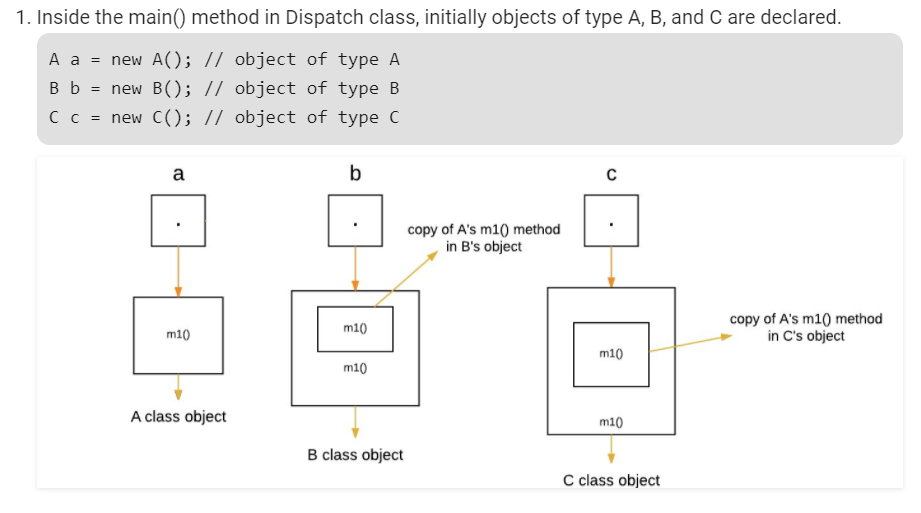 1. Inside the main() method in Dispatch class, initially objects of type A, B, and C are declared.
A a = new A(); // object of type A
B b = new B(); // object of type B
C c = new C(); // object of type C
a
b
c
copy of A's m1() method
in B's object
m1()
m1()
m1()
copy of A's m1() method
in C's object
m1()
m1()
A class object
B class object
C class object